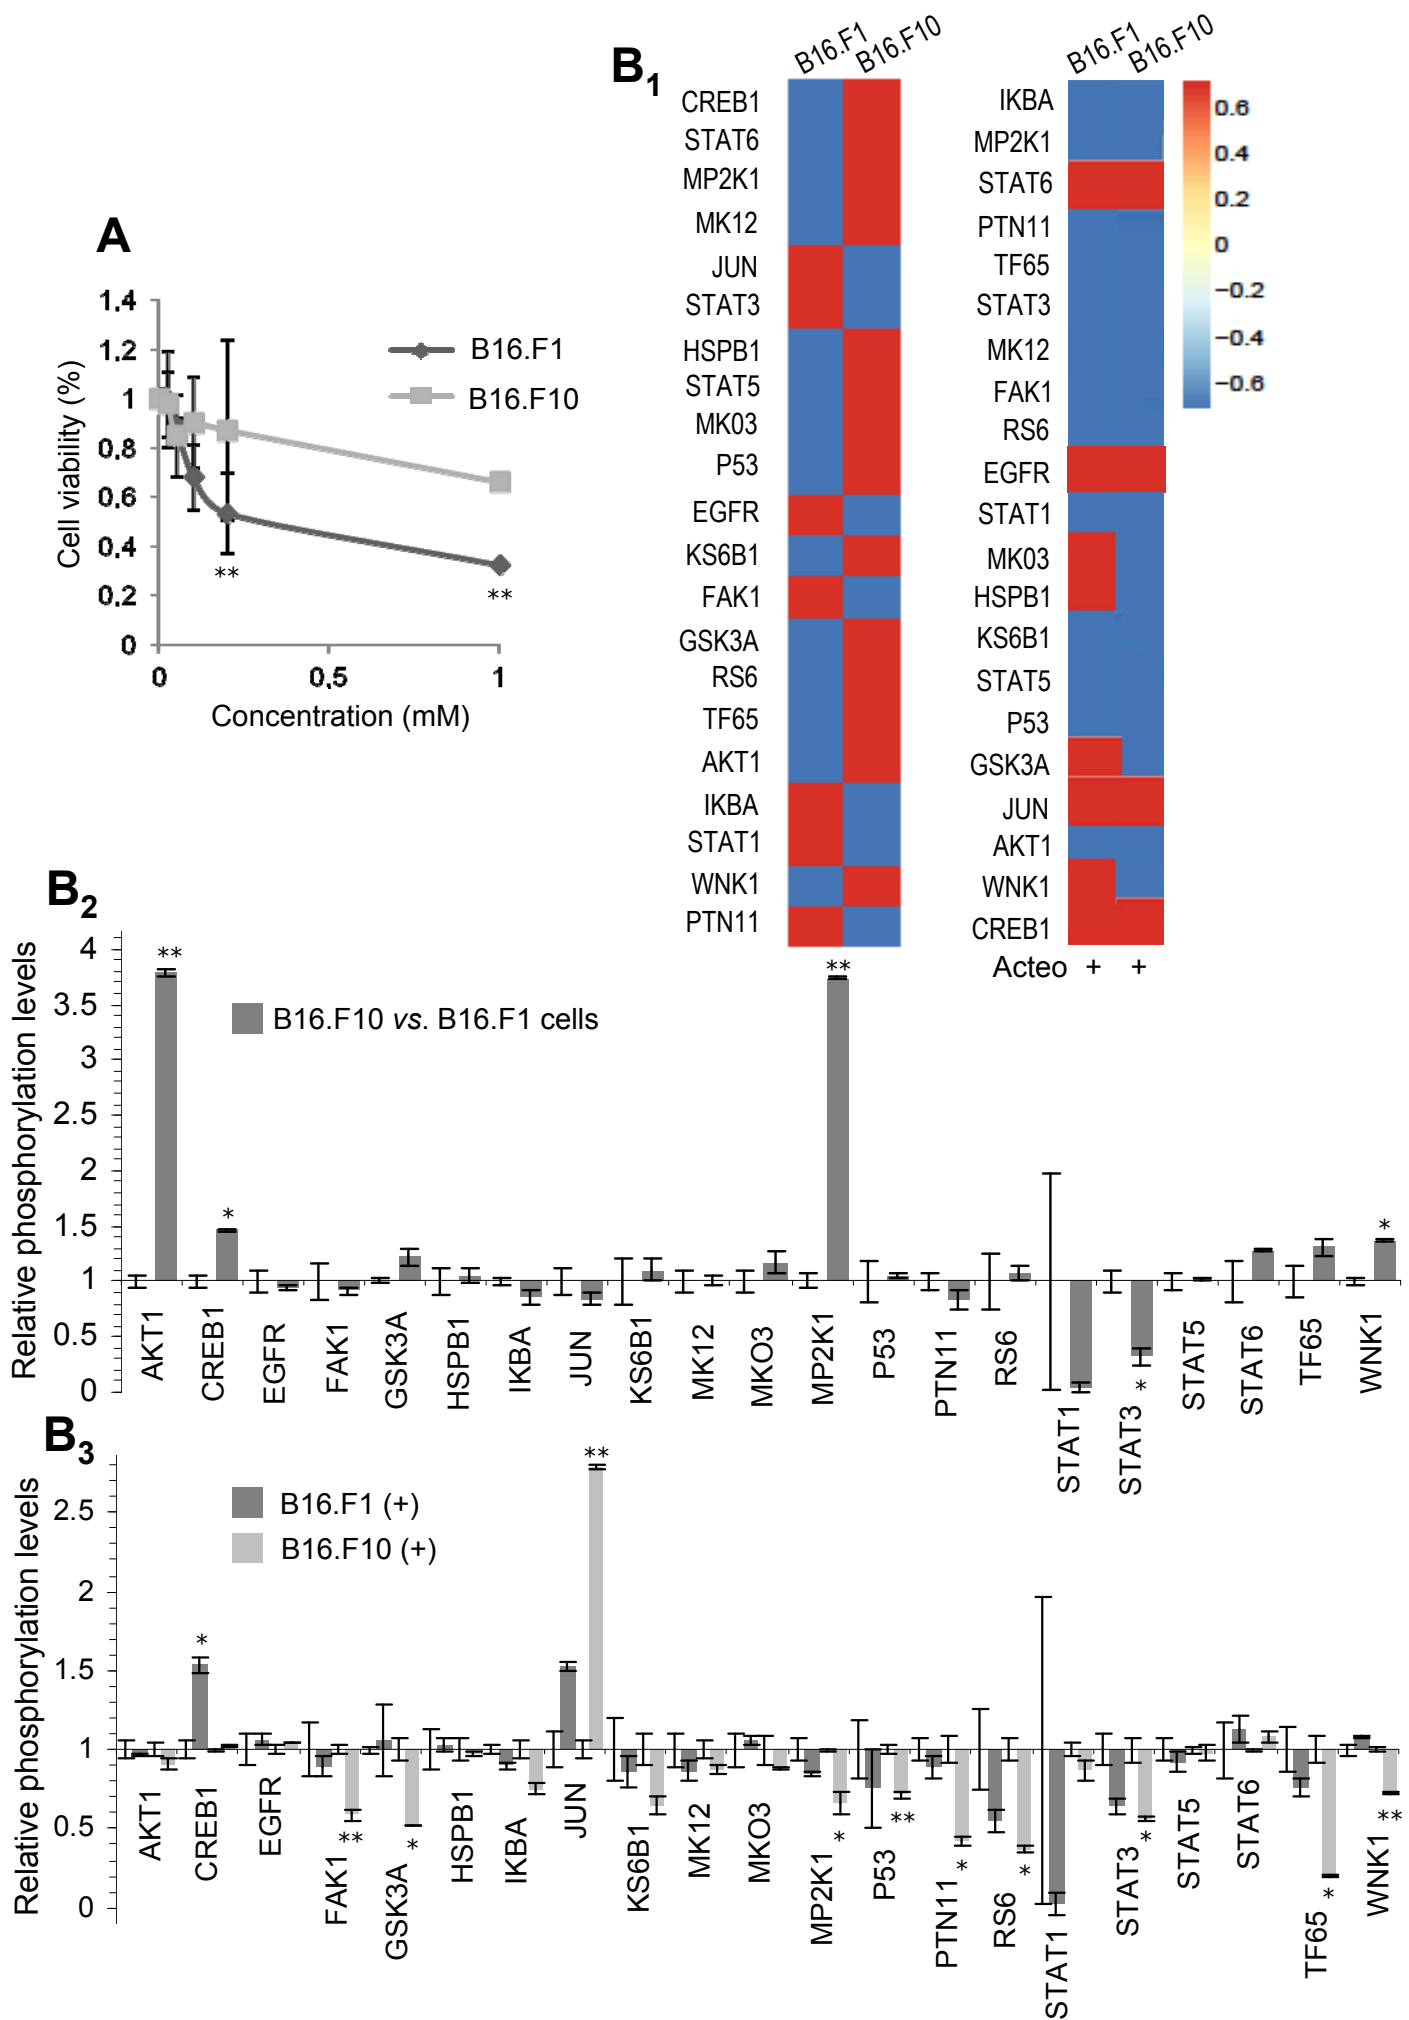 A
1.4
1.2
1
0.8
0.6
0.4
0.2
0
0
0,5
1
Cell viability (%)
Concentration (mM)
B16.F1
B16.F10
**
**
B1
B16.F1
B16.F10
CREB1
STAT6
MP2K1
MK12
JUN
STAT3
HSPB1
STAT5
MK03
P53
EGFR
KS6B1
FAK1
GSK3A
RS6
TF65
AKT1
IKBA
STAT1
WNK1
PTN11
B16.F1
B16.F10
IKBA
MP2K1
STAT6
PTN11
TF65
STAT3
MK12
FAK1
RS6
EGFR
STAT1
MK03
HSPB1
KS6B1
STAT5
P53
GSK3A
JUN
AKT1
WNK1
CREB1
Acteo + +
0.6
0.4
0.2
0
−0.2
−0.4
−0.6
B2
Relative phosphorylation levels
4
3.5
3
2.5
2
1.5
1
0.5
0
B16.F10 vs. B16.F1 cells
**
*
**
*
*
AKT1
CREB1
EGFR
FAK1
GSK3A
HSPB1
IKBA
JUN
KS6B1
MK12
MKO3
MP2K1
P53
PTN11
RS6
STAT1
STAT3
STAT5
STAT6
TF65
WNK1
B3
Relative phosphorylation levels
2.5
2
1.5
1
0.5
0
B16.F1 (+)
B16.F10 (+)
*
**
**
*
*
**
*
*
*
*
**
AKT1
CREB1
EGFR
FAK1
GSK3A
HSPB1
IKBA
JUN
KS6B1
MK12
MKO3
MP2K1
P53
PTN11
RS6
STAT1
STAT3
STAT5
STAT6
TF65
WNK1